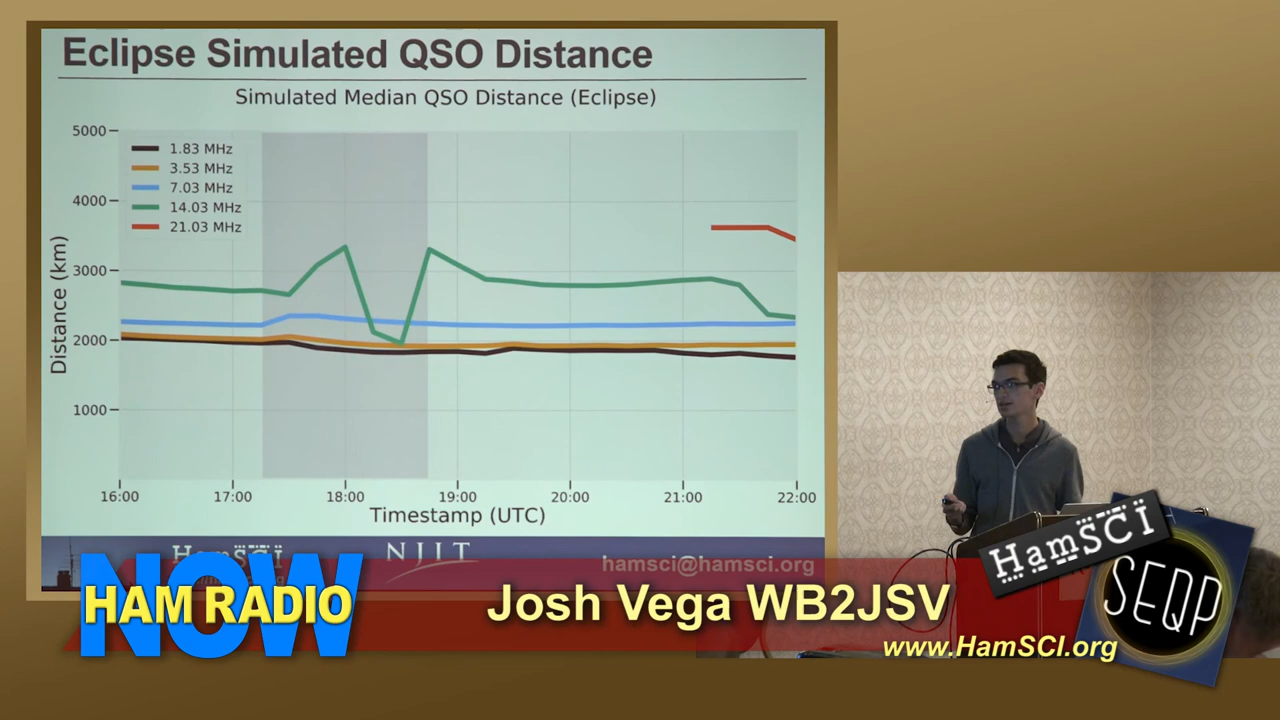 Eclipse Simulated QSO Distance
Simulated Median QSO Distance (Eclipse)
5000
4000
3000
2000
1000
Distance (km)
1.83 MHz
3.53 MHz
7.03 MHz
14.03 MHz
21.03 MHz
16:00 17:00 18:00 19:00 20:00 21:00 22:00
Timestamp (UTC)
HamSCI
NJIT
hamsci@hamsci.org
HAM RADIO
NOW
Josh Vega WB2JSV
www.HamSCI.org
HamSCI
SEQP